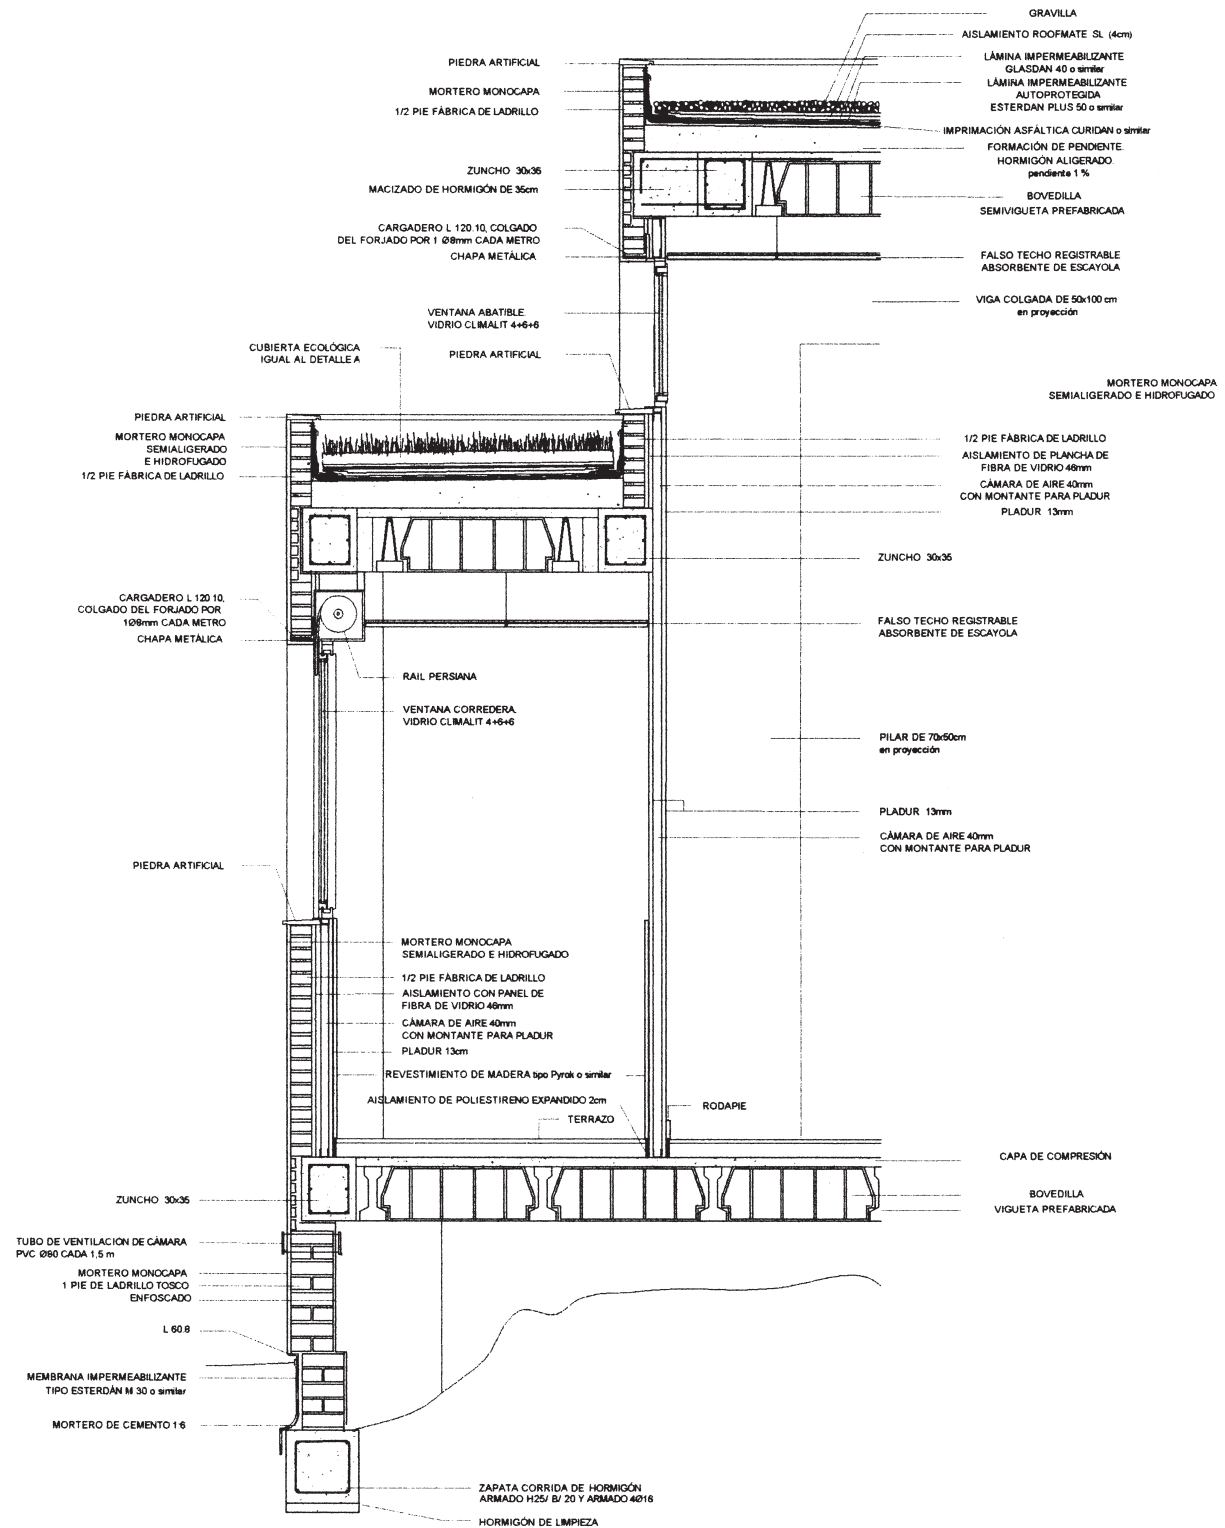 GRAVILLA
AISLAMIENTO ROOFMATE SL (4cm)
LÁMINA IMPERMEABILIZANTE
GLASDAN 40 o similar
LÁMINA IMPERMEABILIZANTE
AUTOPROTEGIDA
ESTERDAN PLUS 50 o similar
IMPRIMACIÓN ASFÁLTICA CURIDAN o similar
FORMACIÓN DE PENDIENTE.
HORMIGÓN ALIGERADO.
pendiente 1 %
BOVEDILLA
SEMIVIGUETA PREFABRICADA
FALSO TECHO REGISTRABLE
ABSORBENTE DE ESCAYOLA
VIGA COLGADA DE 50x100 cm
en proyección
PIEDRA ARTIFICIAL
MORTERO MONOCAPA
1/2 PIE FÁBRICA DE LADRILLO
ZUNCHO 30x35
MACIZADO DE HORMIGÓN DE 35cm
CARGADERO L 120.10, COLGADO
DEL FORJADO POR 1 Ø8mm CADA METRO
CHAPA METÁLICA
VENTANA ABATIBLE.
VIDRIO CLIMALIT 4+6+6
CUBIERTA ECOLÓGICA
IGUAL AL DETALLE A
PIEDRA ARTIFICIAL
MORTERO MONOCAPA
SEMIALIGERADO E HIDROFUGADO
PIEDRA ARTIFICIAL
MORTERO MONOCAPA
SEMIALIGERADO
E HIDROFUGADO
1/2 PIE FÁBRICA DE LADRILLO
1/2 PIE FÁBRICA DE LADRILLO
AISLAMIENTO DE PLANCHA DE
FIBRA DE VIDRIO 46mm
CÁMARA DE AIRE 40mm
CON MONTANTE PARA PLADUR
PLADUR 13mm
ZUNCHO 30x35
CARGADERO L 120 10,
COLGADO DEL FORJADO POR
1Ø8mm CADA METRO
CHAPA METÁLICA
FALSO TECHO REGISTRABLE
ABSORBENTE DE ESCAYOLA
RAIL PERSIANA
VENTANA CORREDERA.
VIDRIO CLIMALIT 4+6+6
PILAR DE 70x50cm
en proyección
PLADUR 13mm
CÁMARA DE AIRE 40mm
CON MONTANTE PARA PLADUR
PIEDRA ARTIFICIAL
MORTERO MONOCAPA
SEMIALIGERADO E HIDROFUGADO
1/2 PIE FÁBRICA DE LADRILLO
AISLAMIENTO CON PANEL DE
FIBRA DE VIDRIO 46mm
CÁMARA DE AIRE 40mm
CON MONTANTE PARA PLADUR
PLADUR 13cm
REVESTIMIENTO DE MADERA tipo Pyrok o similar
AISLAMIENTO DE POLIESTIRENO EXPANDIDO 2cm
TERRAZO
RODAPIE
CAPA DE COMPRESIÓN
BOVEDILLA
VIGUETA PREFABRICADA
ZUNCHO 30x35
TUBO DE VENTILACIÓN DE CÁMARA
PVC Ø80 CADA 1,5 m
MORTERO MONOCAPA
1 PIE DE LADRILLO TOSCO
ENFOSCADO
L 60.8
MEMBRANA IMPERMEABILIZANTE
TIPO ESTERDÁN M 30 o similar
MORTERO DE CEMENTO 1:6
ZAPATA CORRIDA DE HORMIGÓN
ARMADO H25/ B/ 20 Y ARMADO 4Ø16
HORMIGÓN DE LIMPIEZA